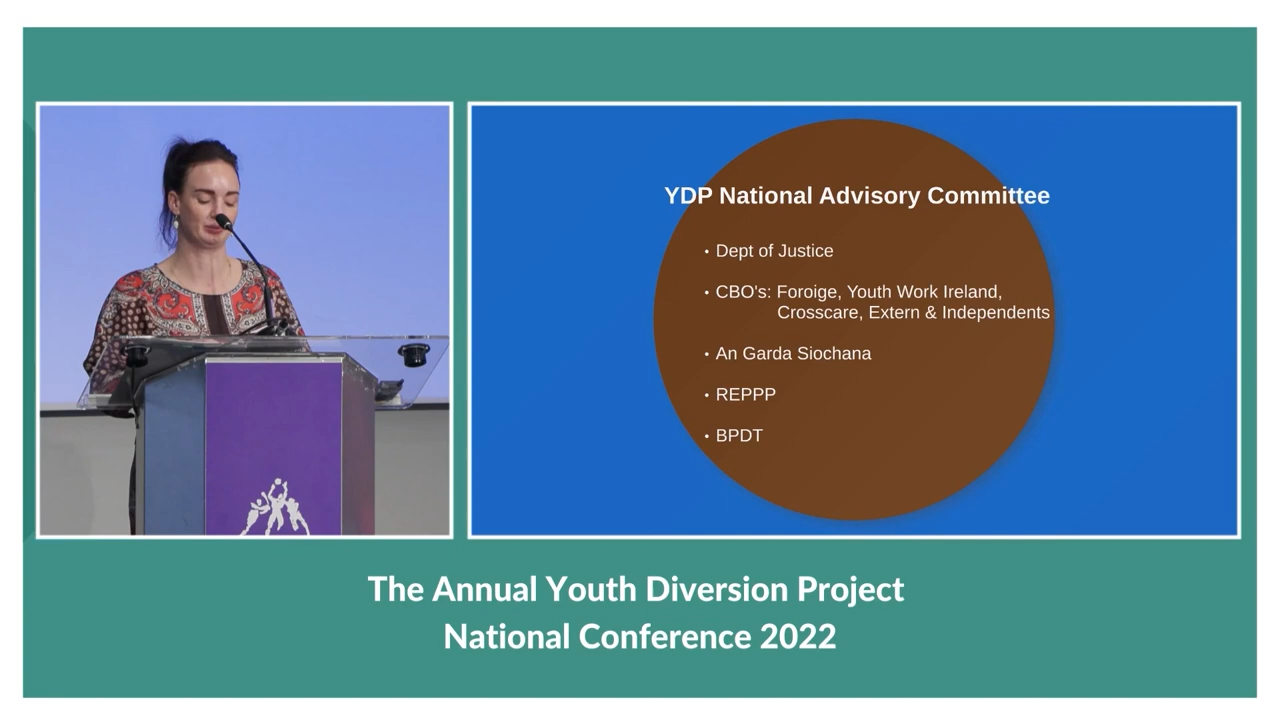 YDP National Advisory Committee
• Dept of Justice
• CBO's: Foroige, Youth Work Ireland,
Crosscare, Extern & Independents
• An Garda Siochana
• REPPP
• BPDT
The Annual Youth Diversion Project
National Conference 2022